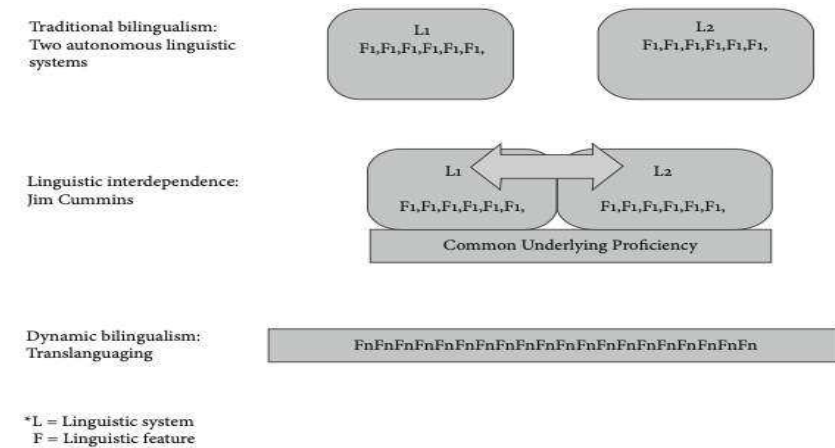 Traditional bilingualism:
Two autonomous linguistic
systems
L1
F1,F1,F1,F1,F1,F1,
L2
F1,F1,F1,F1,F1,F1,
Linguistic interdependence:
Jim Cummins
L1
L2
F1,F1,F1,F1,F1,F1,
F1,F1,F1,F1,F1,F1,
Common Underlying Proficiency
Dynamic bilingualism:
Translanguaging
FnFnFnFnFnFnFnFnFnFnFnFnFnFnFnFnFnFnFnFn
*L = Linguistic system
F = Linguistic feature